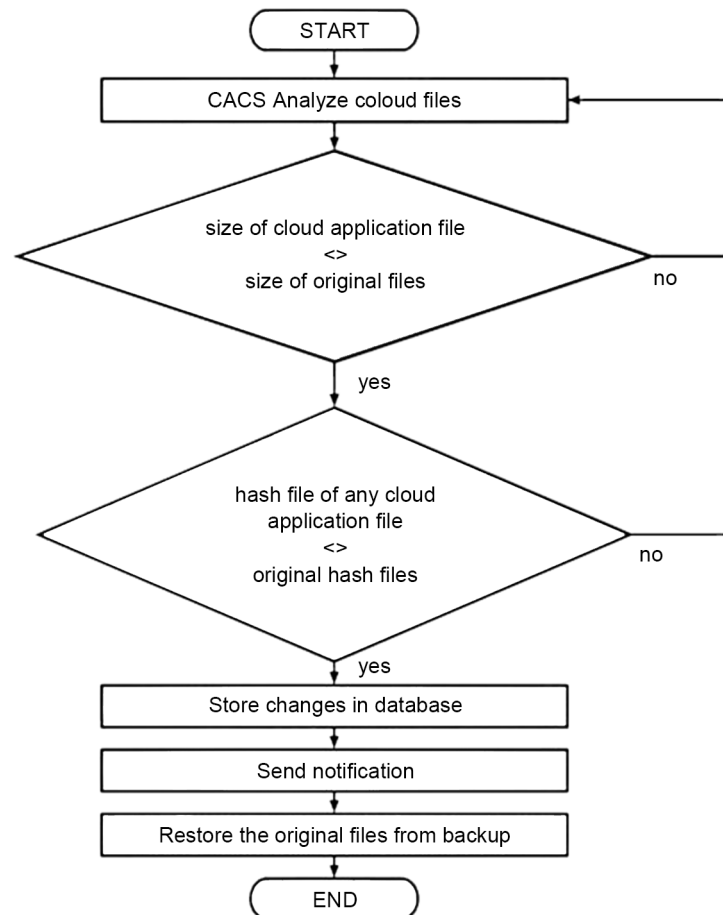 START
CACS Analyze coloud files
size of cloud application file
<>
size of original files
no
yes
hash file of any cloud
application file
<>
original hash files
no
yes
Store changes in database
Send notification
Restore the original files from backup
END